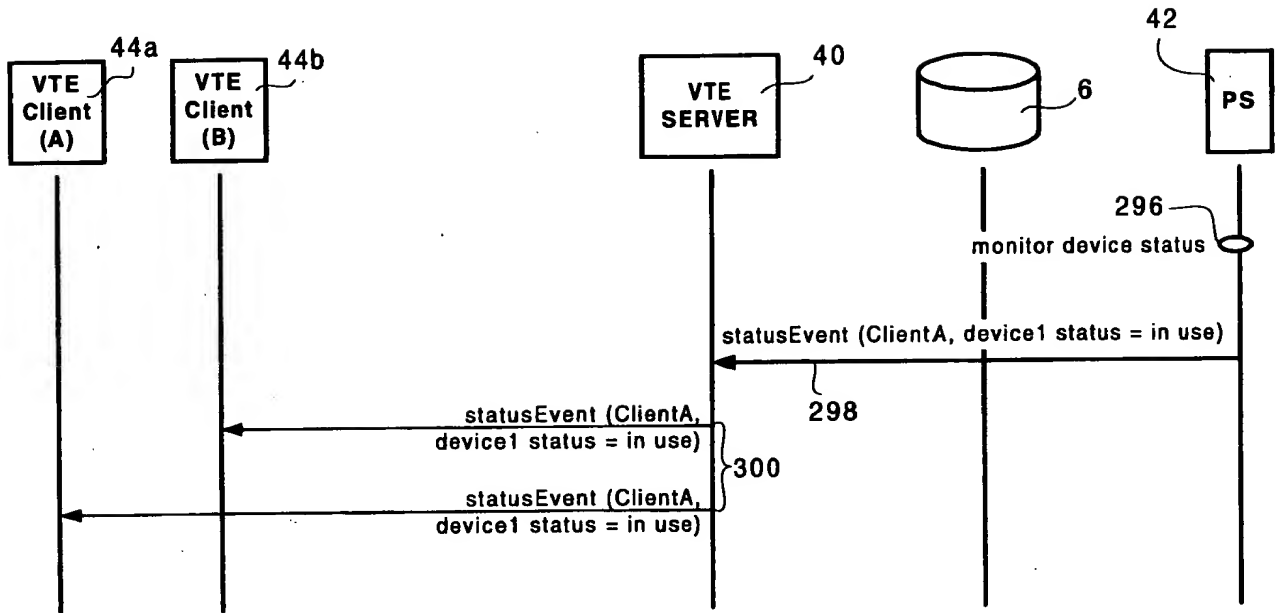 44a
44b
40
6
42
VTE
Client
(A)
VTE
Client
(B)
VTE
SERVER
PS
296
monitor device status
statusEvent (ClientA, device1 status = in use)
298
statusEvent (ClientA,
device1 status = in use)
300
statusEvent (ClientA,
device1 status = in use)